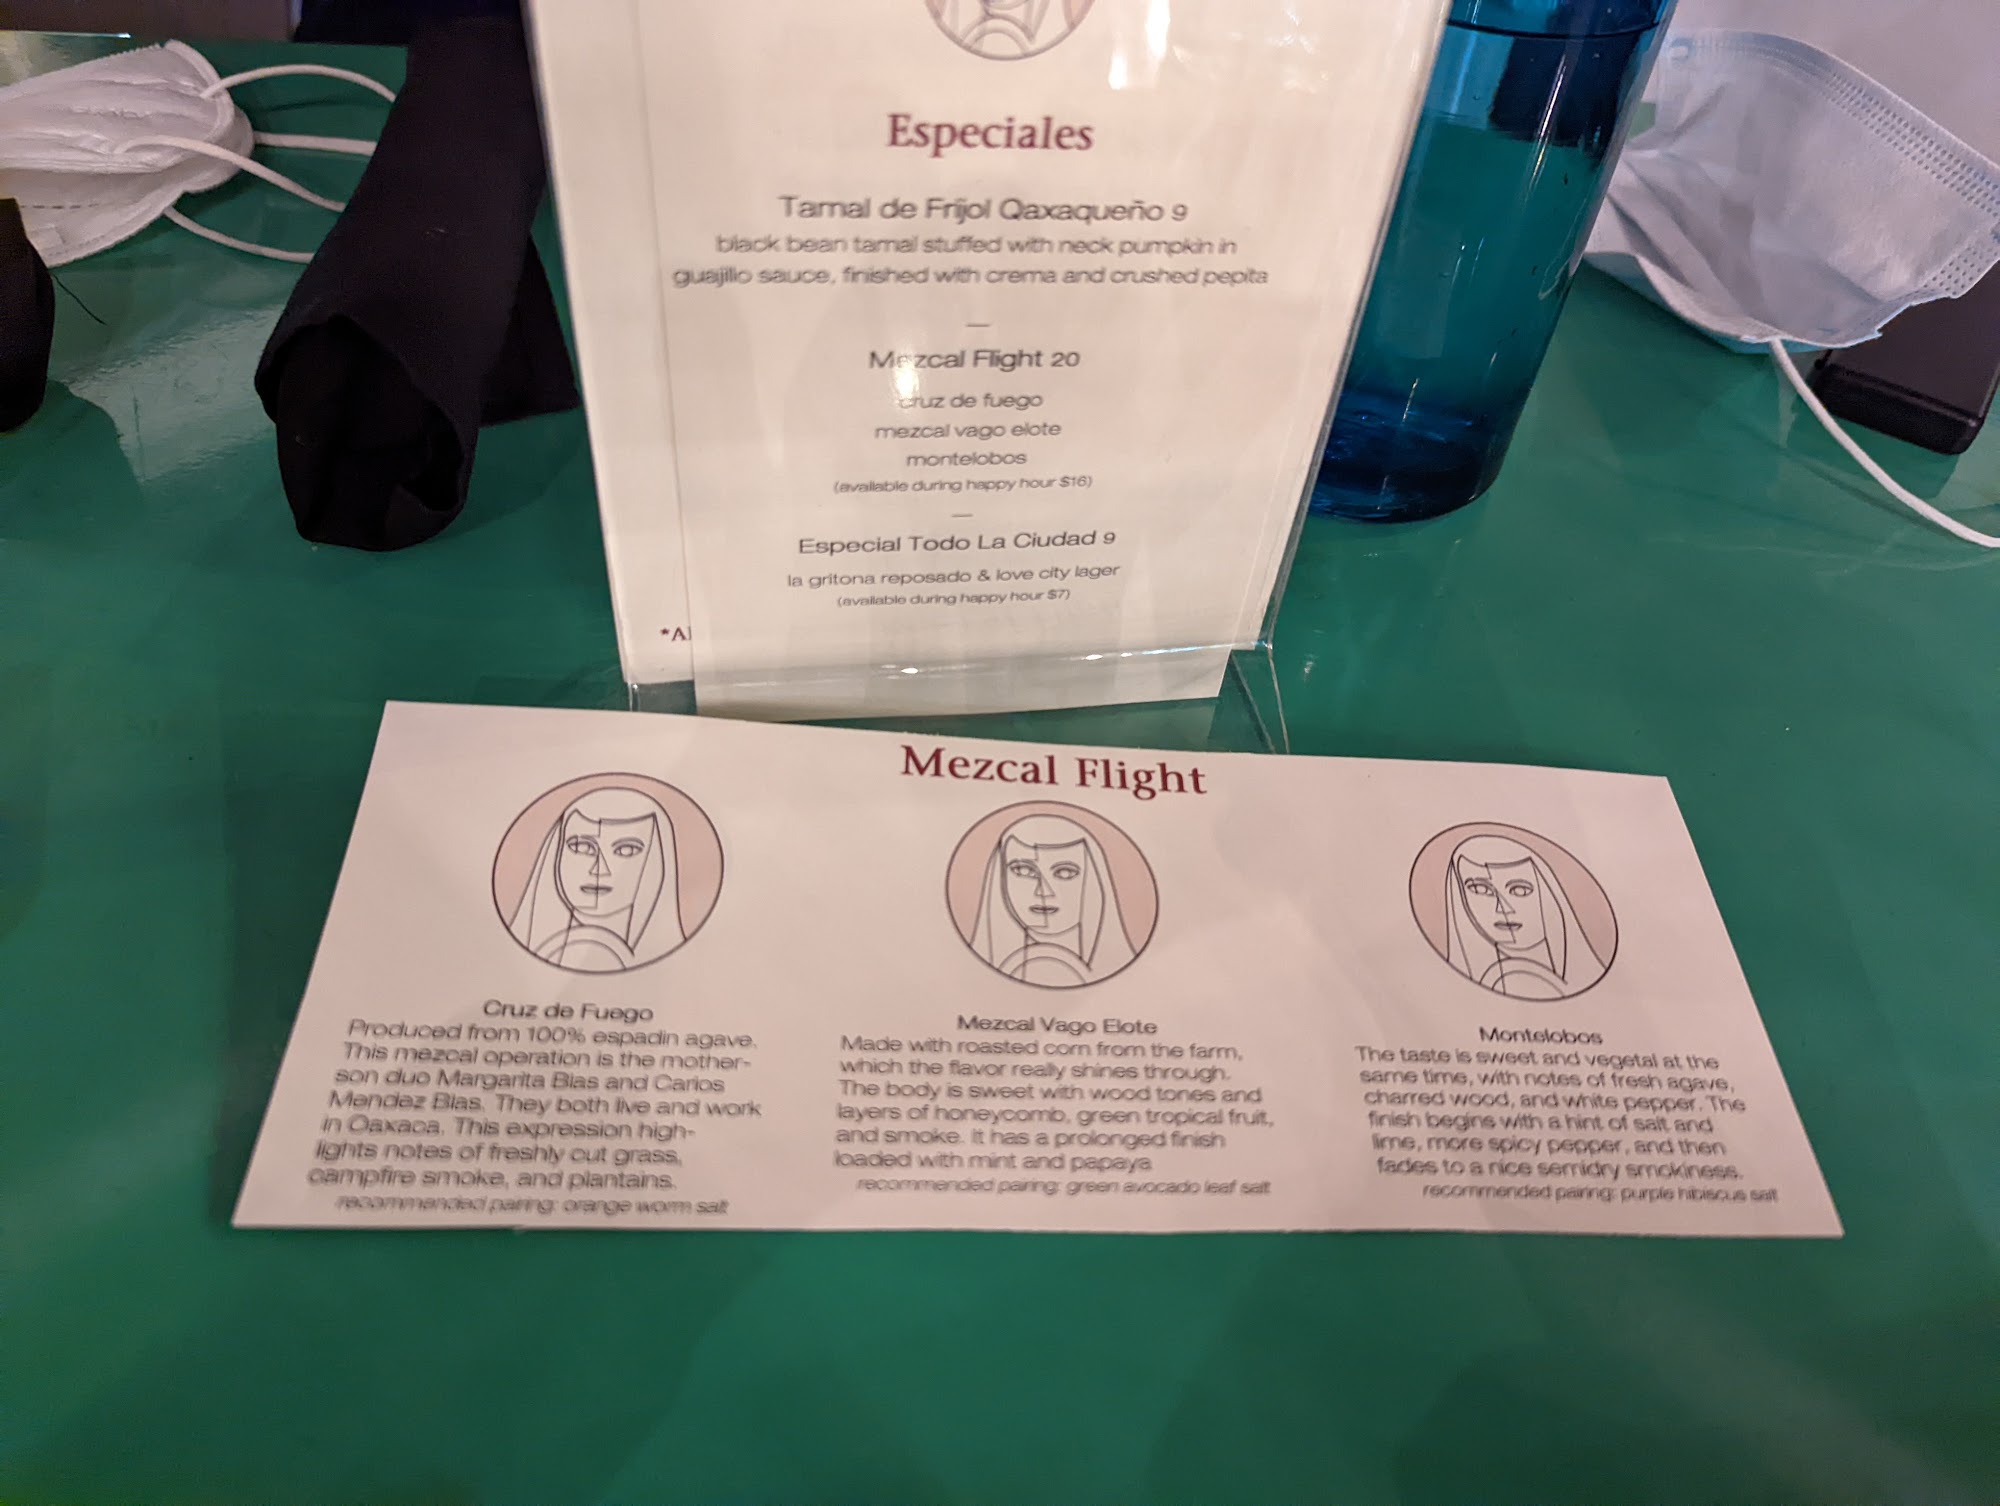 Especiales
Tamal de Frijol Oaxaqueño 9
black bean tamal stuffed with neck pumpkin in
guajillo sauce, finished with crema and crushed pepita
—
Mezcal Flight 20
cruz de fuego
mezcal vago elote
montelobos
(available during happy hour $16)
—
Especial Todo La Ciudad 9
la gritona reposado & love city lager
(available during happy hour $7)
Mezcal Flight
Cruz de Fuego
Produced from 100% espadin agave.
This mezcal operation is the mother-
son duo Margarita Blas and Carlos
Mendez Blas. They both live and work
in Oaxaca. This expression high-
lights notes of freshly cut grass,
campfire smoke, and plantains.
recommended pairing: orange worm salt
Mezcal Vago Elote
Made with roasted corn from the farm,
which the flavor really shines through.
The body is sweet with wood tones and
layers of honeycomb, green tropical fruit,
and smoke. It has a prolonged finish
loaded with mint and papaya
recommended pairing: green avocado leaf salt
Montelobos
The taste is sweet and vegetal at the
same time, with notes of fresh agave,
charred wood, and white pepper. The
finish begins with a hint of salt and
lime, more spicy pepper, and then
fades to a nice semidry smokiness.
recommended pairing: purple hibiscus salt